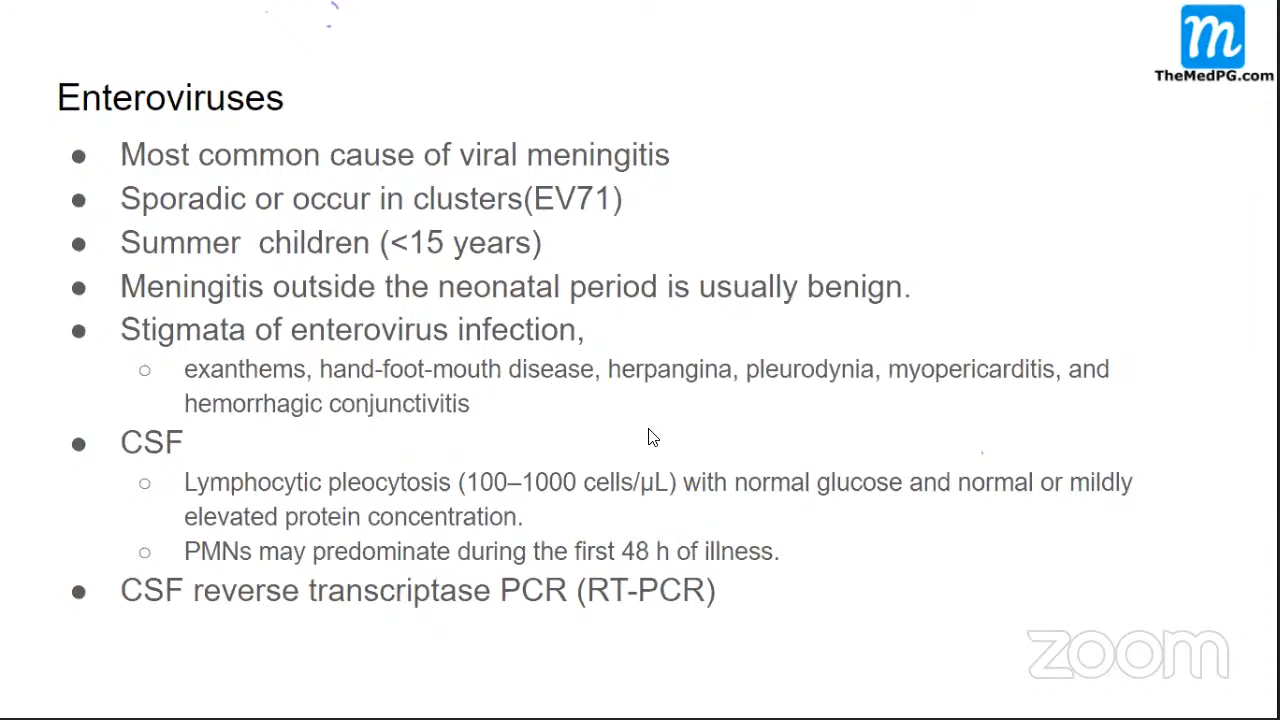 m
TheMedPG.com
Enteroviruses
● Most common cause of viral meningitis
● Sporadic or occur in clusters(EV71)
● Summer  children (<15 years)
● Meningitis outside the neonatal period is usually benign.
● Stigmata of enterovirus infection,
○ exanthems, hand-foot-mouth disease, herpangina, pleurodynia, myopericarditis, and
hemorrhagic conjunctivitis
● CSF
○ Lymphocytic pleocytosis (100–1000 cells/μL) with normal glucose and normal or mildly
elevated protein concentration.
○ PMNs may predominate during the first 48 h of illness.
● CSF reverse transcriptase PCR (RT-PCR)
zoom